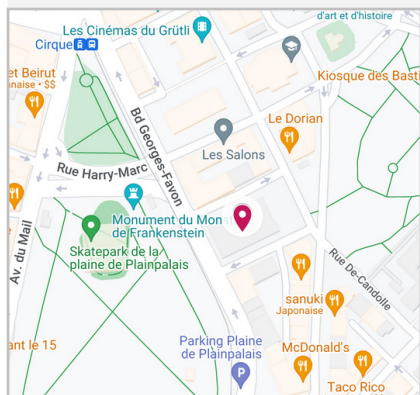 d'art et d'histoire
Les Cinémas du Grütli
Cirque
Kiosque des Basti
et Beirut
nnaise • $$
Bd Georges-Favon
Le Dorian
Les Salons
Rue Harry-Marc
Monument du Mon
de Frankenstein
Av. du Mail
Skatepark de la
plaine de Plainpalais
Rue De-Candolle
sanuki
Japonaise
ant le 15
Parking Plaine
de Plainpalais
P
McDonald's
Taco Rico